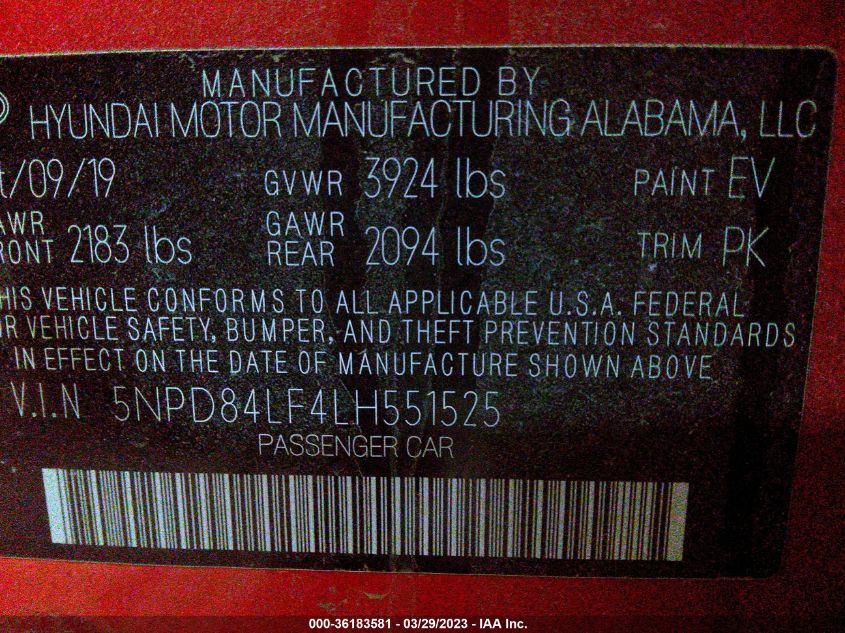 MANUFACTURED BY
HYUNDAI MOTOR MANUFACTURING ALABAMA, LLC
/09/19 GVWR 3924 lbs PAINT EV
AWR FRONT 2183 lbs GAWR REAR 2094 lbs TRIM PK
HIS VEHICLE CONFORMS TO ALL APPLICABLE U.S.A. FEDERAL
R VEHICLE SAFETY, BUMPER, AND THEFT PREVENTION STANDARDS
IN EFFECT ON THE DATE OF MANUFACTURE SHOWN ABOVE
V.I.N 5NPD84LF4LH551525
PASSENGER CAR
000-36183581 - 03/29/2023 - IAA Inc.